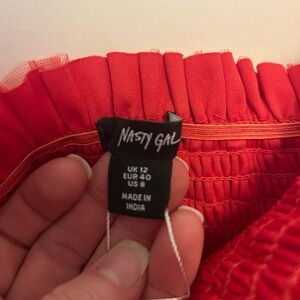 NASTY GAL
UK 12
EUR 40
US 8
MADE IN
INDIA